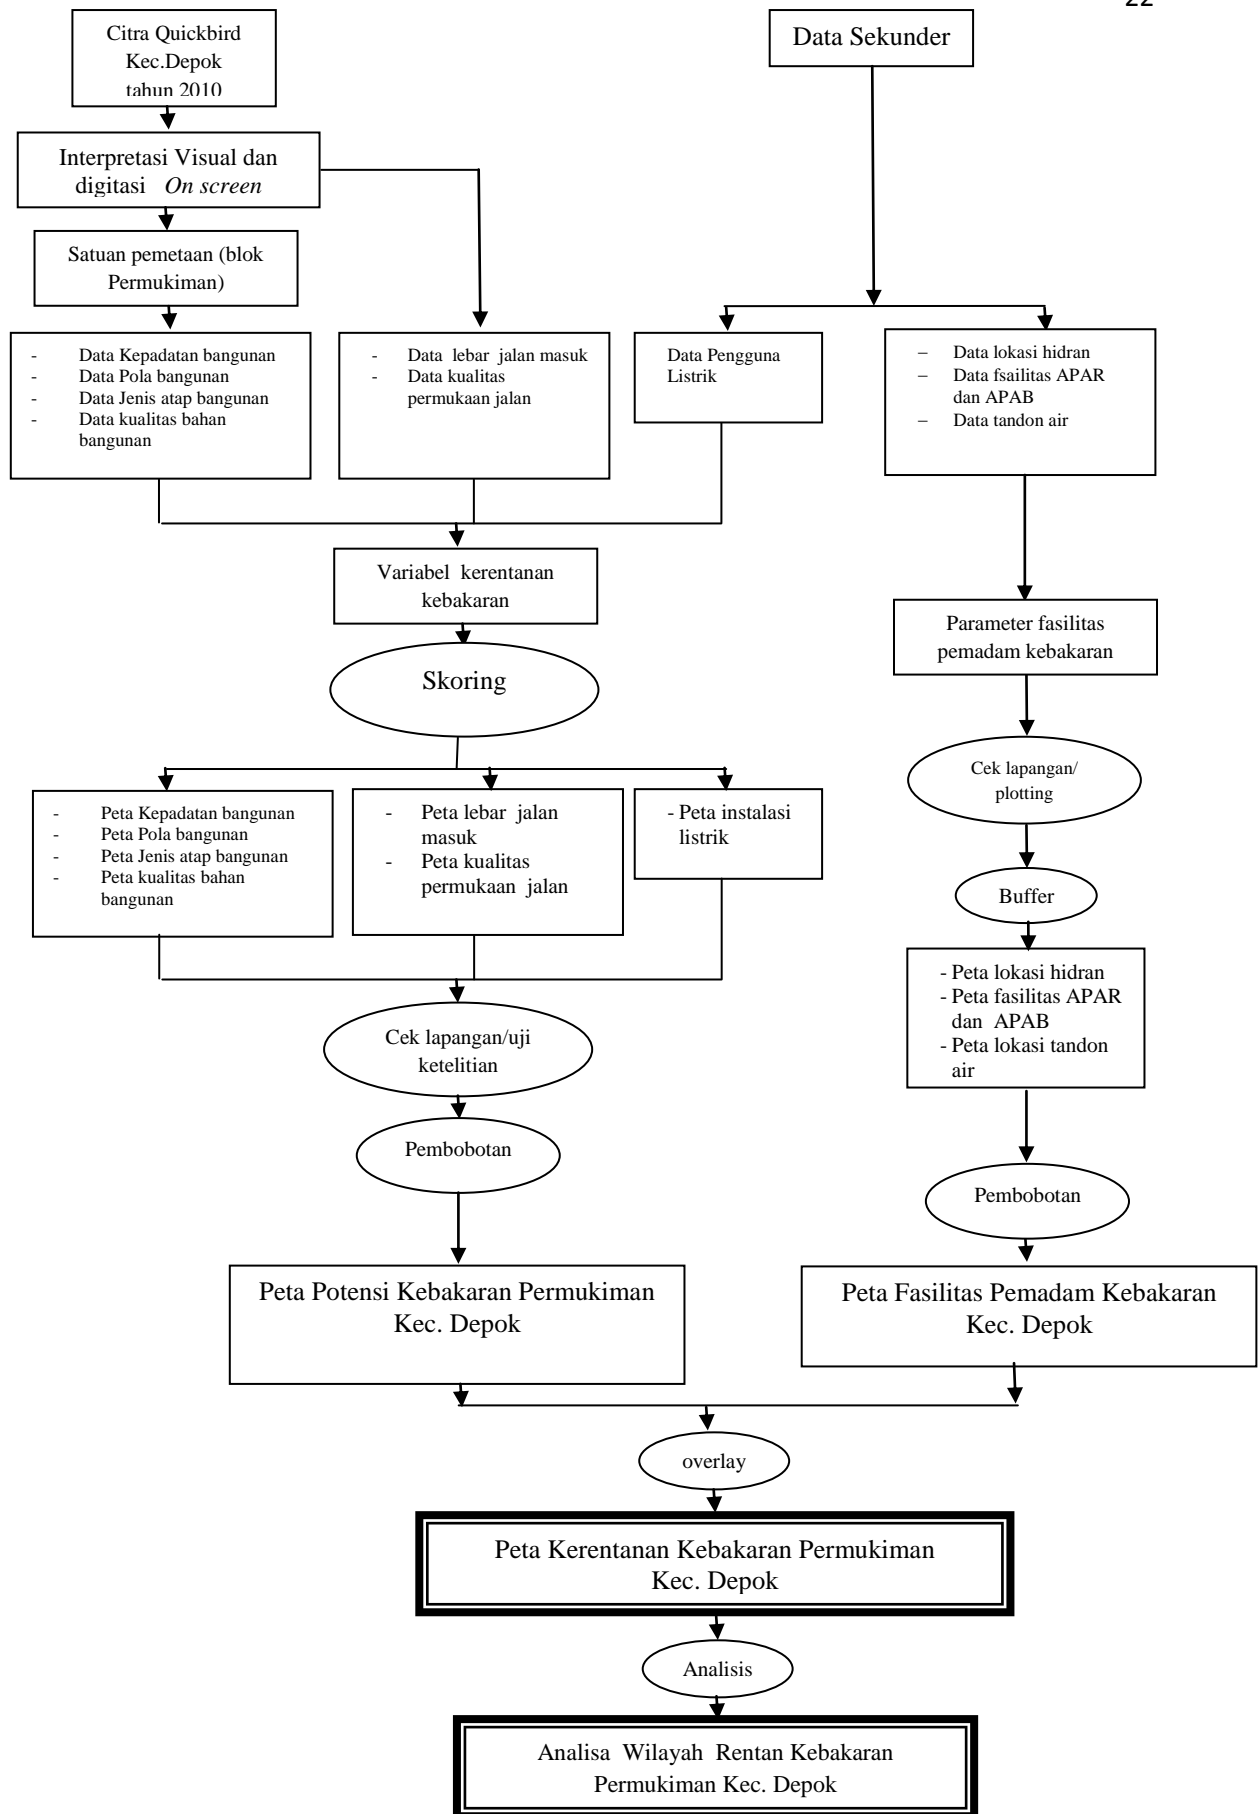 22
Citra Quickbird
Kec.Depok
tahun 2010
Data Sekunder
Interpretasi Visual dan
digitasi On screen
Satuan pemetaan (blok
Permukiman)
- Data Kepadatan bangunan
- Data Pola bangunan
- Data Jenis atap bangunan
- Data kualitas bahan
bangunan
- Data lebar jalan masuk
- Data kualitas
permukaan jalan
Data Pengguna
Listrik
– Data lokasi hidran
– Data fsailitas APAR
dan APAB
– Data tandon air
Variabel kerentanan
kebakaran
Parameter fasilitas
pemadam kebakaran
Skoring
Cek lapangan/
plotting
- Peta Kepadatan bangunan
- Peta Pola bangunan
- Peta Jenis atap bangunan
- Peta kualitas bahan
bangunan
- Peta lebar jalan
masuk
- Peta kualitas
permukaan jalan
- Peta instalasi
listrik
Buffer
- Peta lokasi hidran
- Peta fasilitas APAR
dan APAB
- Peta lokasi tandon
air
Cek lapangan/uji
ketelitian
Pembobotan
Pembobotan
Peta Potensi Kebakaran Permukiman
Kec. Depok
Peta Fasilitas Pemadam Kebakaran
Kec. Depok
overlay
Peta Kerentanan Kebakaran Permukiman
Kec. Depok
Analisis
Analisa Wilayah Rentan Kebakaran
Permukiman Kec. Depok